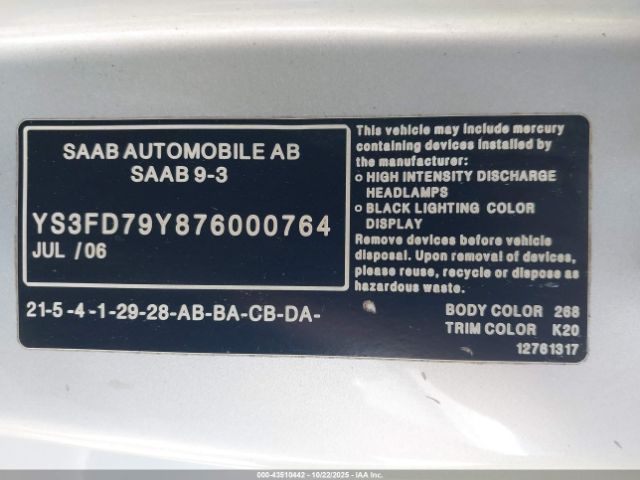 SAAB AUTOMOBILE AB
SAAB 9-3
YS3FD79Y876000764
JUL / 06
21-5-4-1-29-28-AB-BA-CB-DA-
This vehicle may include mercury
containing devices installed by
the manufacturer:
o HIGH INTENSITY DISCHARGE
HEADLAMPS
o BLACK LIGHTING COLOR
DISPLAY
Remove devices before vehicle
disposal. Upon removal of devices,
please reuse, recycle or dispose as
hazardous waste.
BODY COLOR 268
TRIM COLOR K20
12761317
000-43510442 - 10/22/2025 - IAA Inc.